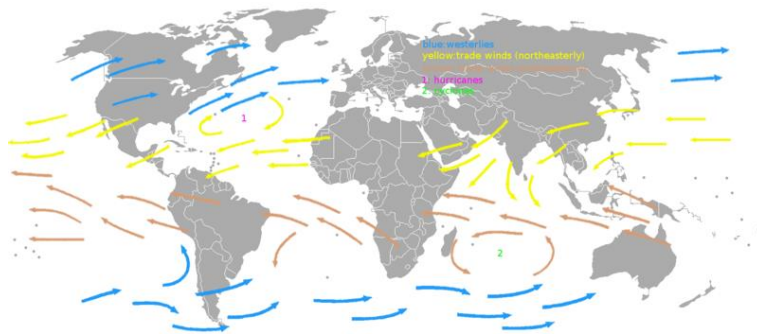 blue:westerlies
yellow:trade winds (northeasterly)
1: hurricanes
2: cyclones
1
2